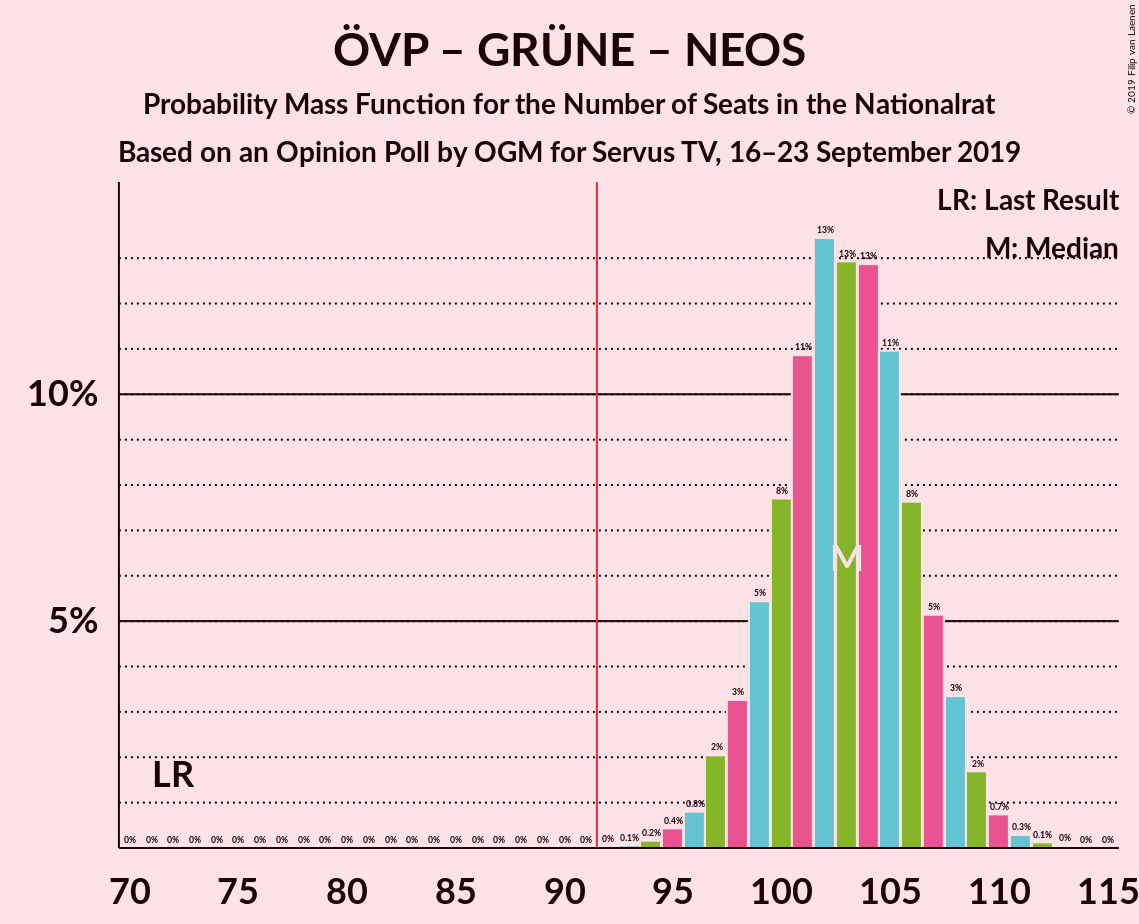 ÖVP – GRÜNE – NEOS
Probability Mass Function for the Number of Seats in the Nationalrat
Based on an Opinion Poll by OGM for Servus TV, 16–23 September 2019
© 2019 Filip van Laenen
LR: Last Result
M: Median
10%
5%
0% 0% 0% 0% 0% 0% 0% 0% 0% 0% 0% 0% 0% 0% 0% 0% 0% 0% 0% 0% 0% 0% 0% 0.1% 0.2% 0.4% 0.8% 2% 3% 5% 8% 11% 13% 13% 13% 11% 8% 5% 3% 2% 0.7% 0.3% 0.1% 0% 0% 0%
LR
M
70 75 80 85 90 95 100 105 110 115